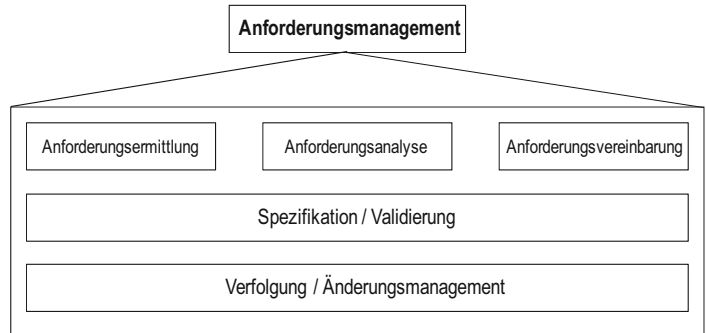 Anforderungsmanagement
Anforderungsermittlung
Anforderungsanalyse
Anforderungsvereinbarung
Spezifikation / Validierung
Verfolgung / Änderungsmanagement